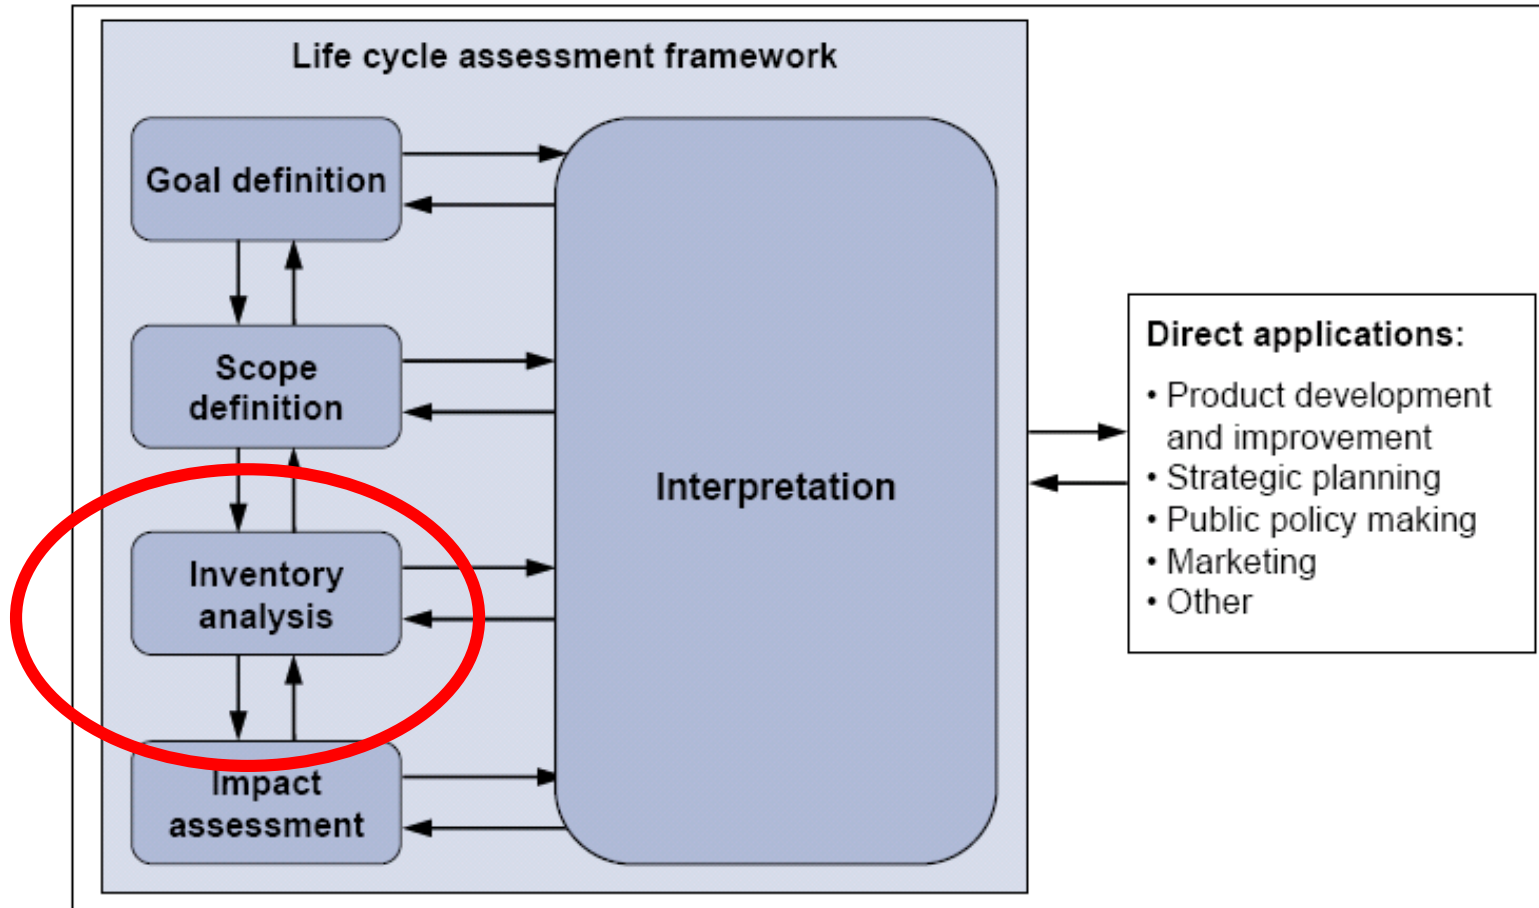 Life cycle assessment framework
Goal definition
Scope
definition
Inventory
analysis
Impact
assessment
Interpretation
Direct applications:
• Product development
and improvement
• Strategic planning
• Public policy making
• Marketing
• Other